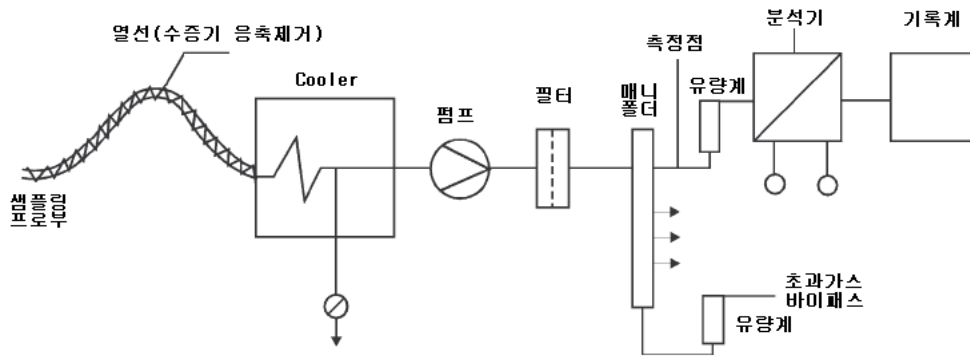 열선(수증기 응축제거)
Cooler
펌프
필터
매니
폴더
측정점
유량계
분석기
기록계
샘플링
프로부
초과가스
바이패스
유량계